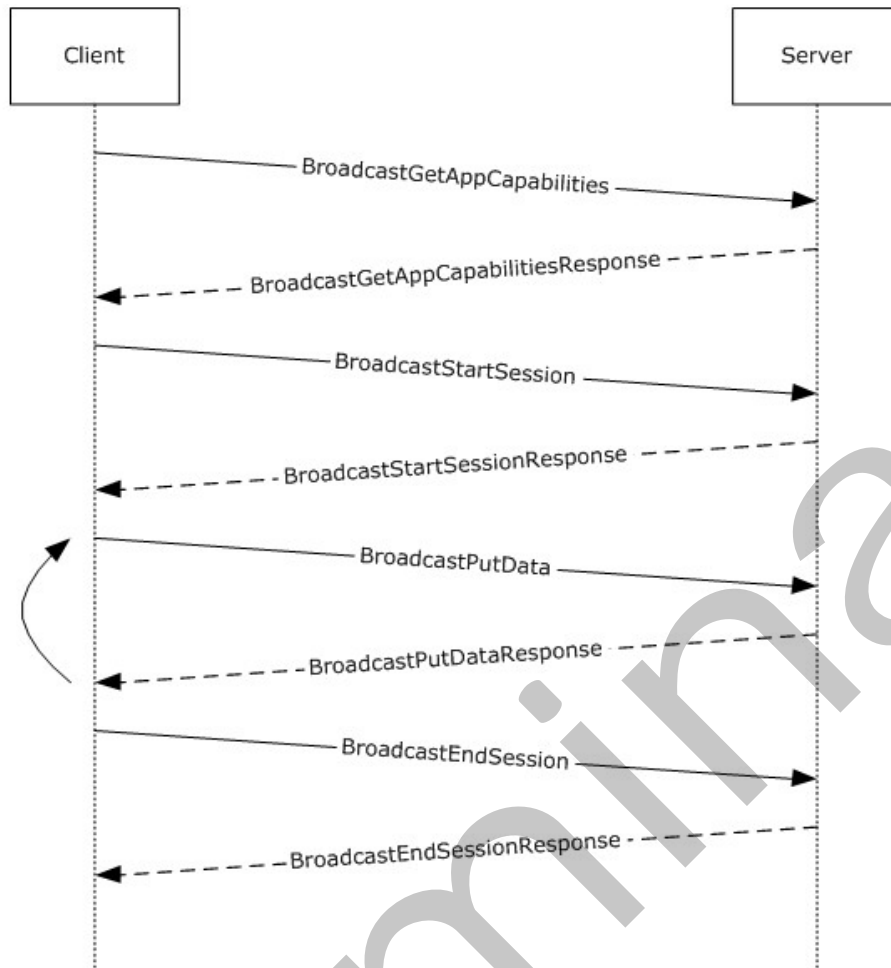 Client
Server
BroadcastGetAppCapabilities
BroadcastGetAppCapabilitiesResponse
BroadcastStartSession
BroadcastStartSessionResponse
BroadcastPutData
BroadcastPutDataResponse
BroadcastEndSession
BroadcastEndSessionResponse